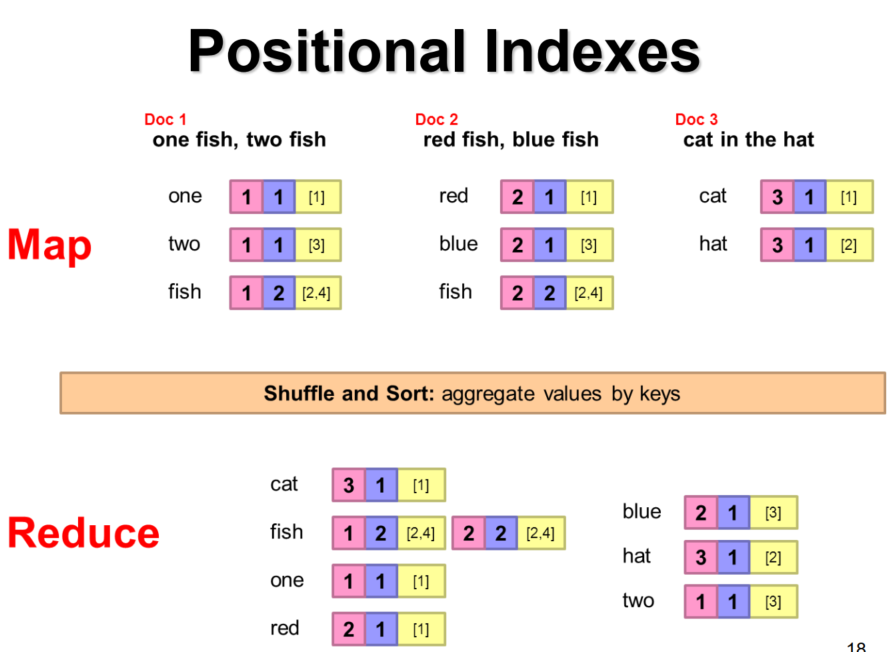 Positional Indexes
Doc 1
one fish, two fish
Doc 2
red fish, blue fish
Doc 3
cat in the hat
Map
one 1 1 [1]
two 1 1 [3]
fish 1 2 [2,4]
red 2 1 [1]
blue 2 1 [3]
fish 2 2 [2,4]
cat 3 1 [1]
hat 3 1 [2]
Shuffle and Sort: aggregate values by keys
Reduce
cat 3 1 [1]
fish 1 2 [2,4] 2 2 [2,4]
one 1 1 [1]
red 2 1 [1]
blue 2 1 [3]
hat 3 1 [2]
two 1 1 [3]
18